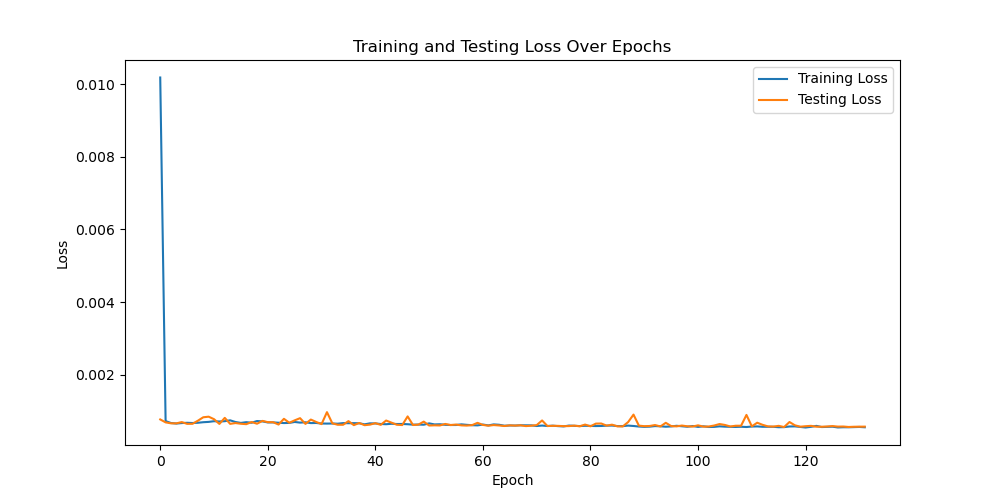 Training and Testing Loss Over Epochs
Training Loss
Testing Loss
0.010
0.008
0.006
0.004
0.002
Loss
0 20 40 60 80 100 120
Epoch